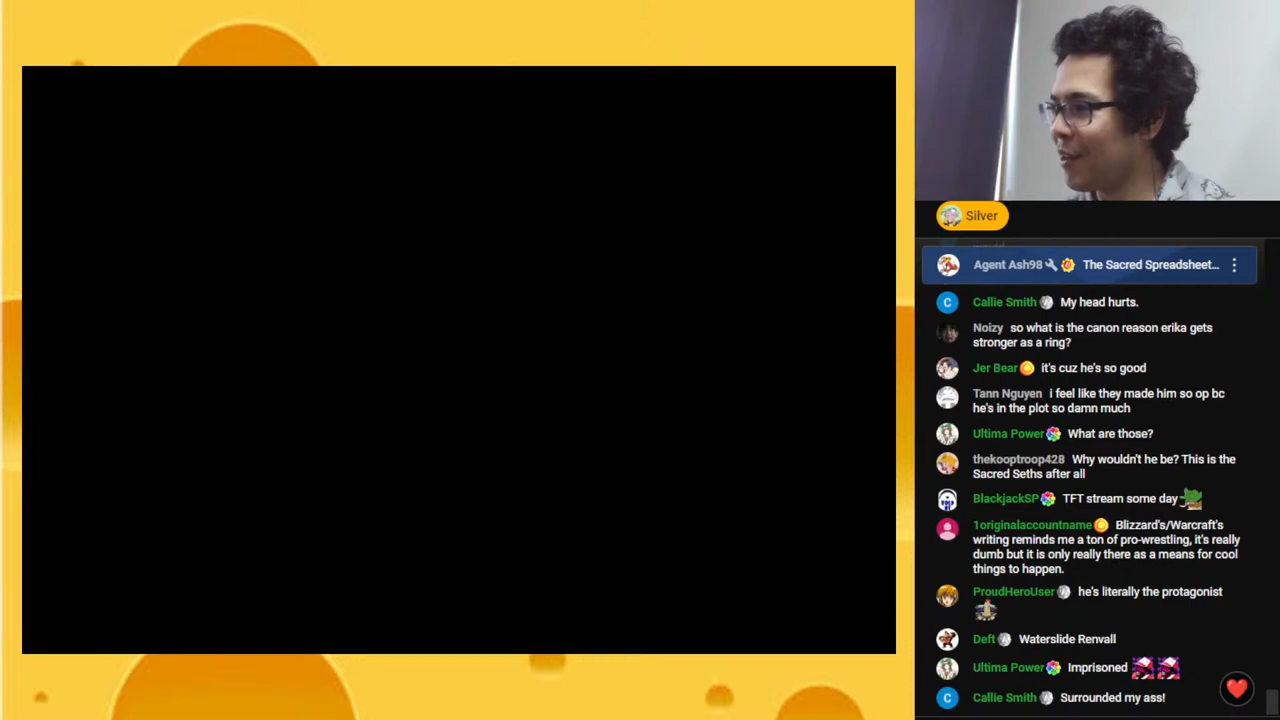 Silver
Agent Ash98 The Sacred Spreadsheet...
Callie Smith My head hurts.
Noizy so what is the canon reason erika gets
stronger as a ring?
Jer Bear it's cuz he's so good
Tann Nguyen i feel like they made him so op bc
he's in the plot so damn much
Ultima Power What are those?
thekooptroop428 Why wouldn't he be? This is the
Sacred Seths after all
BlackjackSP TFT stream some day
1originalaccountname Blizzard's/Warcraft's
writing reminds me a ton of pro-wrestling, it's really
dumb but it is only really there as a means for cool
things to happen.
ProudHeroUser he's literally the protagonist
Deft Waterslide Renvall
Ultima Power Imprisoned
C Callie Smith Surrounded my ass!